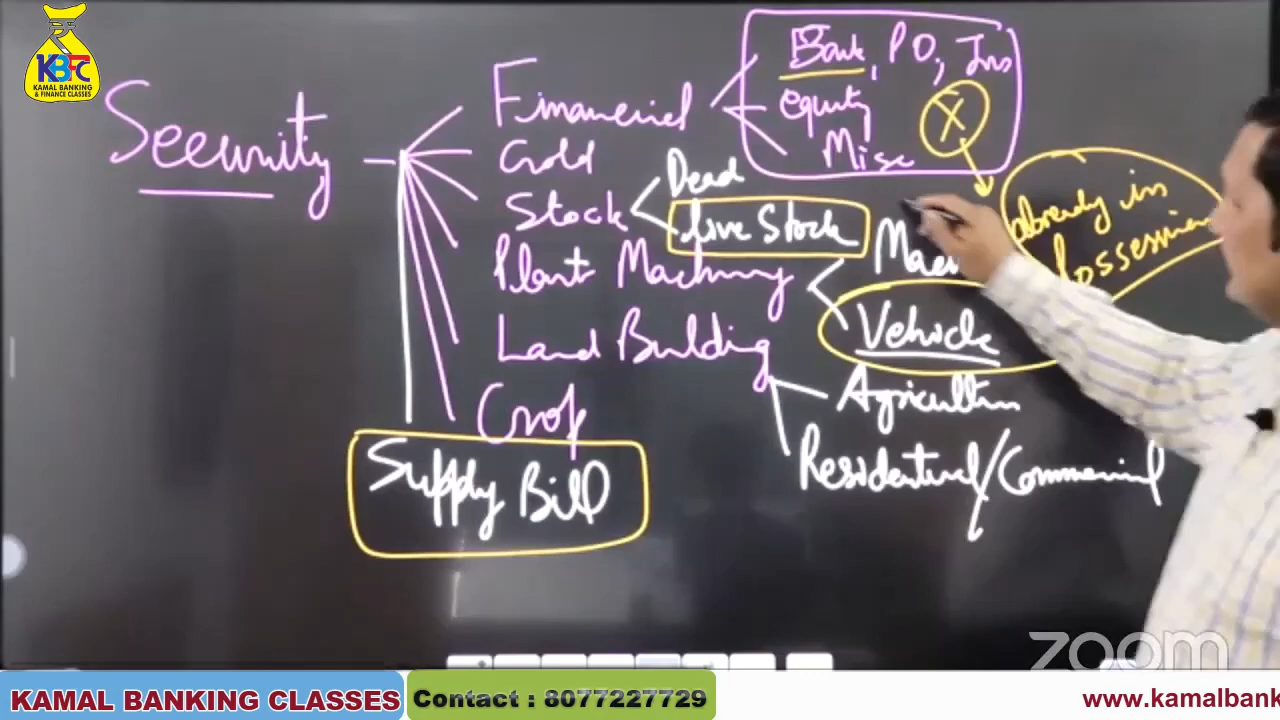 KBFC
KAMAL BANKING
& FINANCE CLASSES
Security
Financial
Bank, PO, Ins
equity
Misc
X
Gold
Stock
Dead
live Stock
already in
Possession
Plant Machinery
Vehicle
Land Building
Agriculture
Residential/Commercial
Crop
Supply Bill
zoom
KAMAL BANKING CLASSES
Contact : 8077227729
www.kamalbank